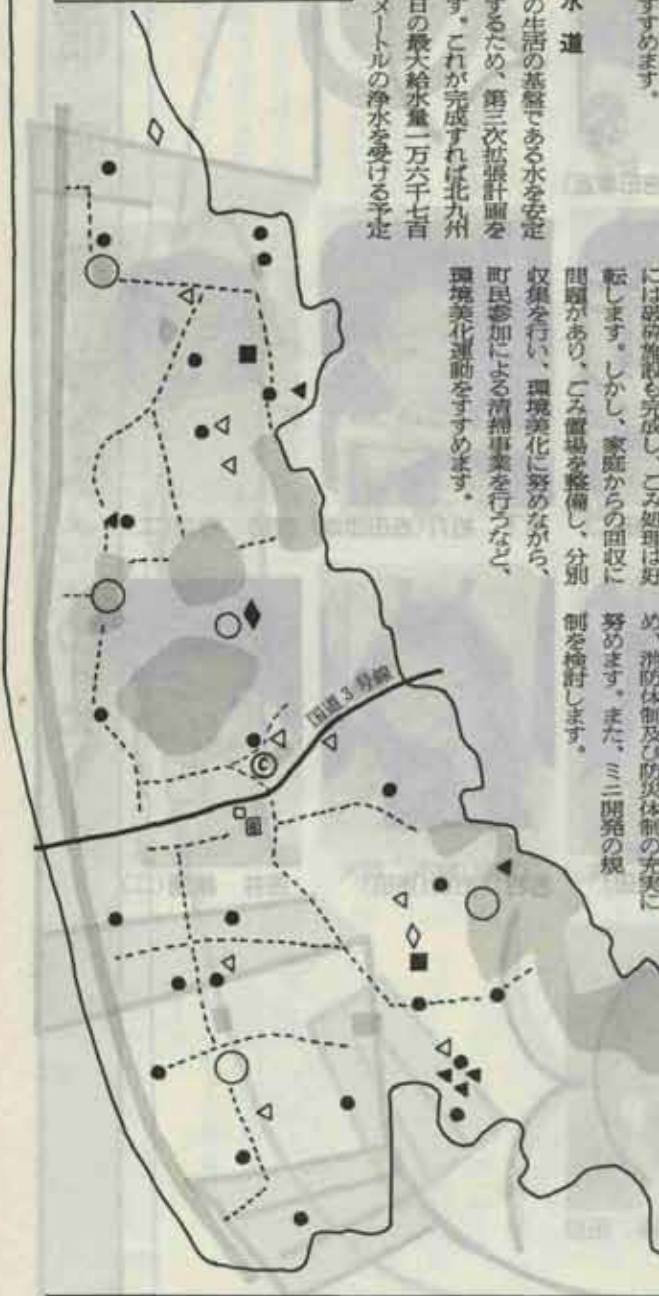 すすめます。
水道
の生活の基盤である水を安定
するため、第三次拡張計画を
す。これが完成すれば北九州
日の最大給水量一万六千七百
メートルの浄水を受ける予定
には破砕施設も完成し、ごみ処理は好
転します。しかし、家庭からの回収に
問題があり、ごみ置場を整備し、分別
収集を行い、環境美化に努めながら、
町民参加による清掃事業を行うなど、
環境美化運動をすすめます。
め、消防体制及び防災体制の充実に
努めます。また、ミニ開発の規
制を検討します。
国道3号線